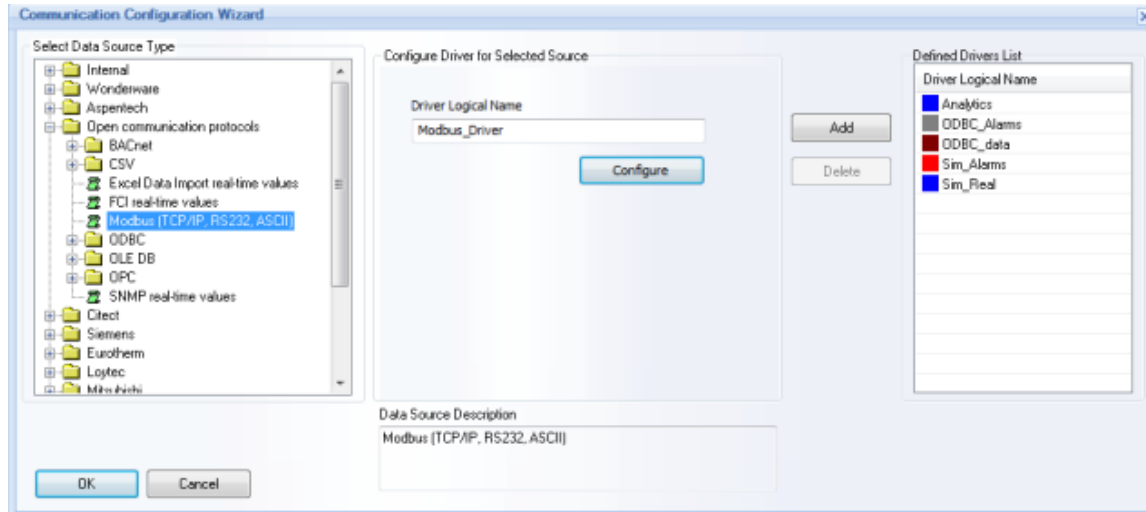 Communication Configuration Wizard
Select Data Source Type
Internal
Wonderware
Aspentech
Open communication protocols
BACnet
CSV
Excel Data Import real-time values
FCI real-time values
Modbus (TCP/IP, RS232, ASCII)
ODBC
OLE DB
OPC
SNMP real-time values
Citect
Siemens
Eurotherm
Loytec
Mitsubishi
OK
Cancel
Configure Driver for Selected Source
Driver Logical Name
Modbus_Driver
Configure
Data Source Description
Modbus (TCP/IP, RS232, ASCII)
Add
Delete
Defined Drivers List
Driver Logical Name
Analytics
ODBC_Alarms
ODBC_data
Sim_Alarms
Sim_Real